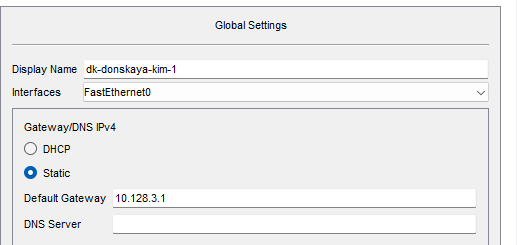 Global Settings
Display Name dk-donskaya-kim-1
Interfaces FastEthernet0
Gateway/DNS IPv4
DHCP
Static
Default Gateway 10.128.3.1
DNS Server